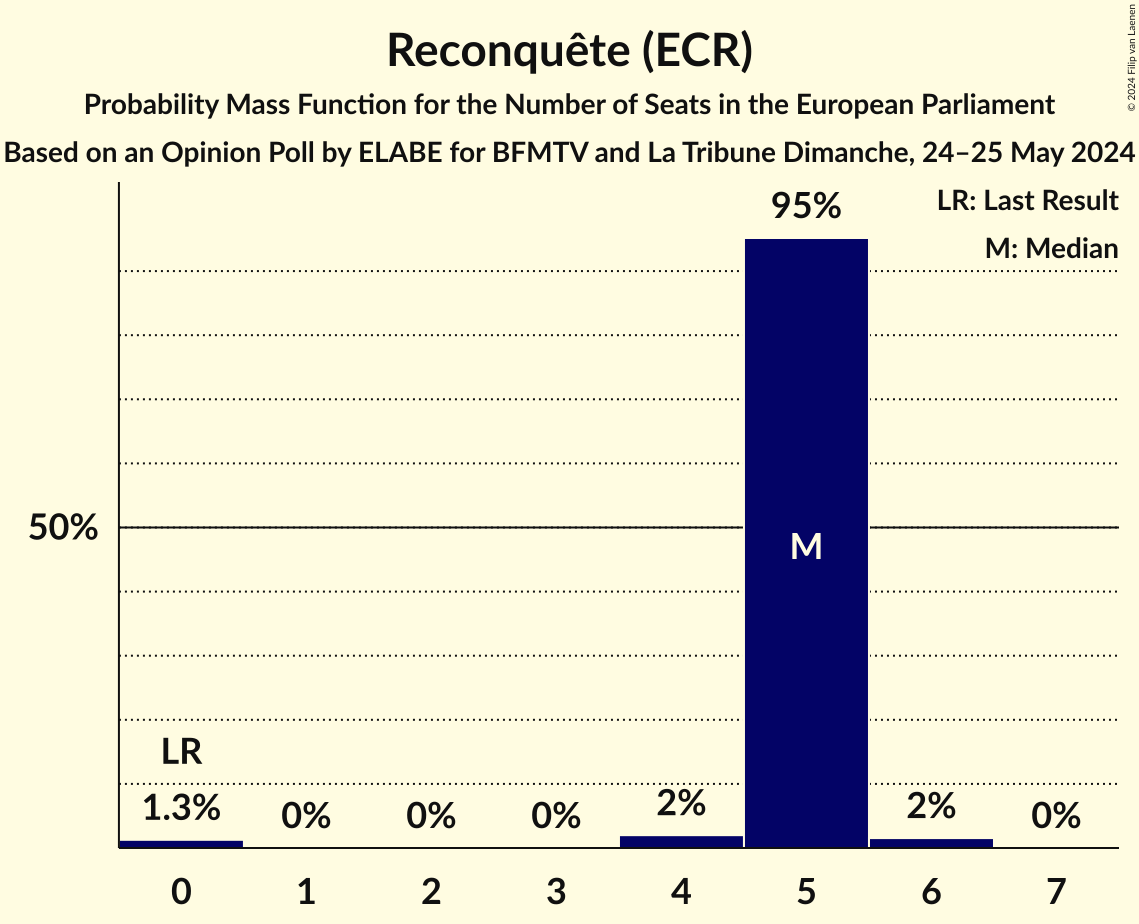 Reconquête (ECR)
Probability Mass Function for the Number of Seats in the European Parliament
Based on an Opinion Poll by ELABE for BFMTV and La Tribune Dimanche, 24–25 May 2024
© 2024 Filip van Laenen
LR: Last Result
M: Median
95%
50%
M
LR
1.3% 0% 0% 0% 2% 2% 0%
0 1 2 3 4 5 6 7